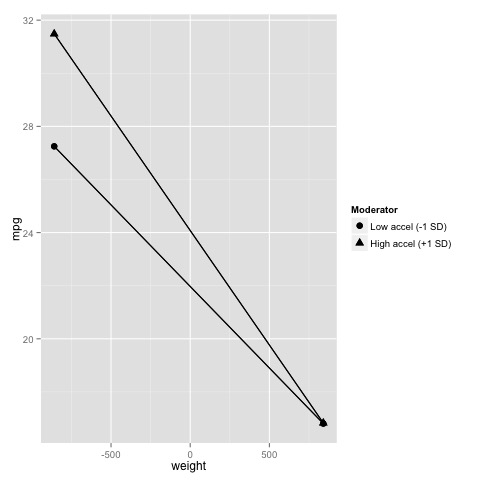 32
28
24
20
mpg
-500 0 500
weight
Moderator
Low accel (-1 SD)
High accel (+1 SD)